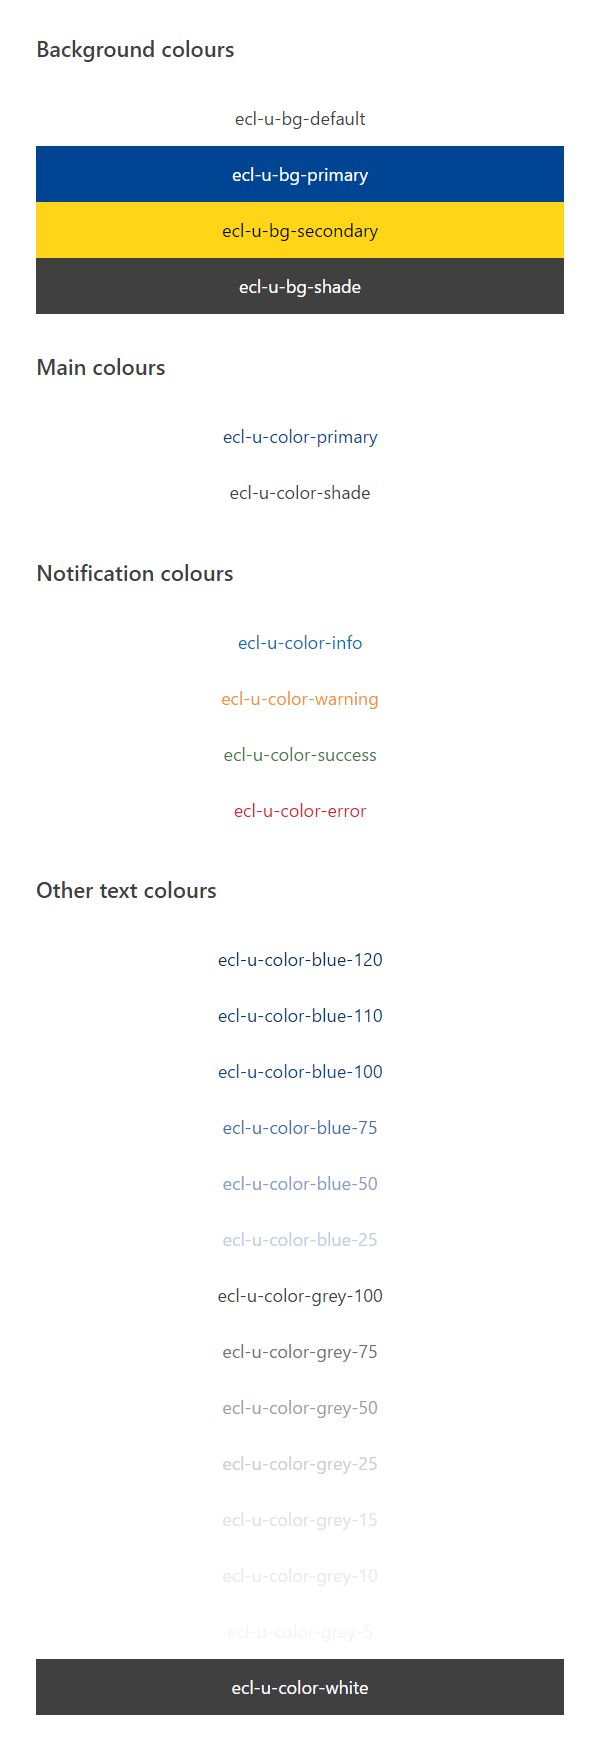 Background colours
ecl-u-bg-default
ecl-u-bg-primary
ecl-u-bg-secondary
ecl-u-bg-shade
Main colours
ecl-u-color-primary
ecl-u-color-shade
Notification colours
ecl-u-color-info
ecl-u-color-warning
ecl-u-color-success
ecl-u-color-error
Other text colours
ecl-u-color-blue-120
ecl-u-color-blue-110
ecl-u-color-blue-100
ecl-u-color-blue-75
ecl-u-color-blue-50
ecl-u-color-blue-25
ecl-u-color-grey-100
ecl-u-color-grey-75
ecl-u-color-grey-50
ecl-u-color-grey-25
ecl-u-color-grey-15
ecl-u-color-grey-10
ecl-u-color-grey-5
ecl-u-color-white